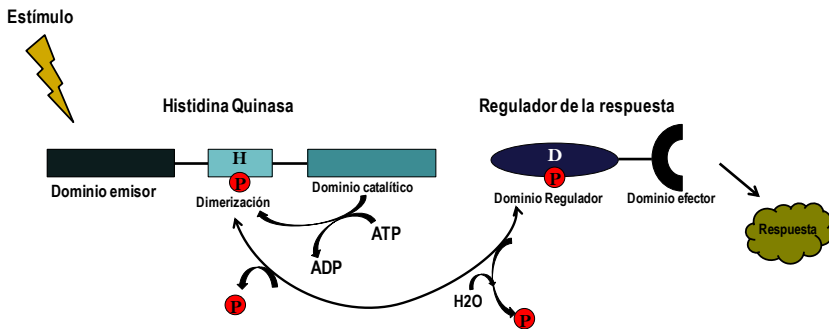 Estímulo
Histidina Quinasa
Regulador de la respuesta
H
D
P
P
Dominio emisor
Dimerización
Dominio catalítico
Dominio Regulador
Dominio efector
Respuesta
ATP
ADP
H2O
P
P